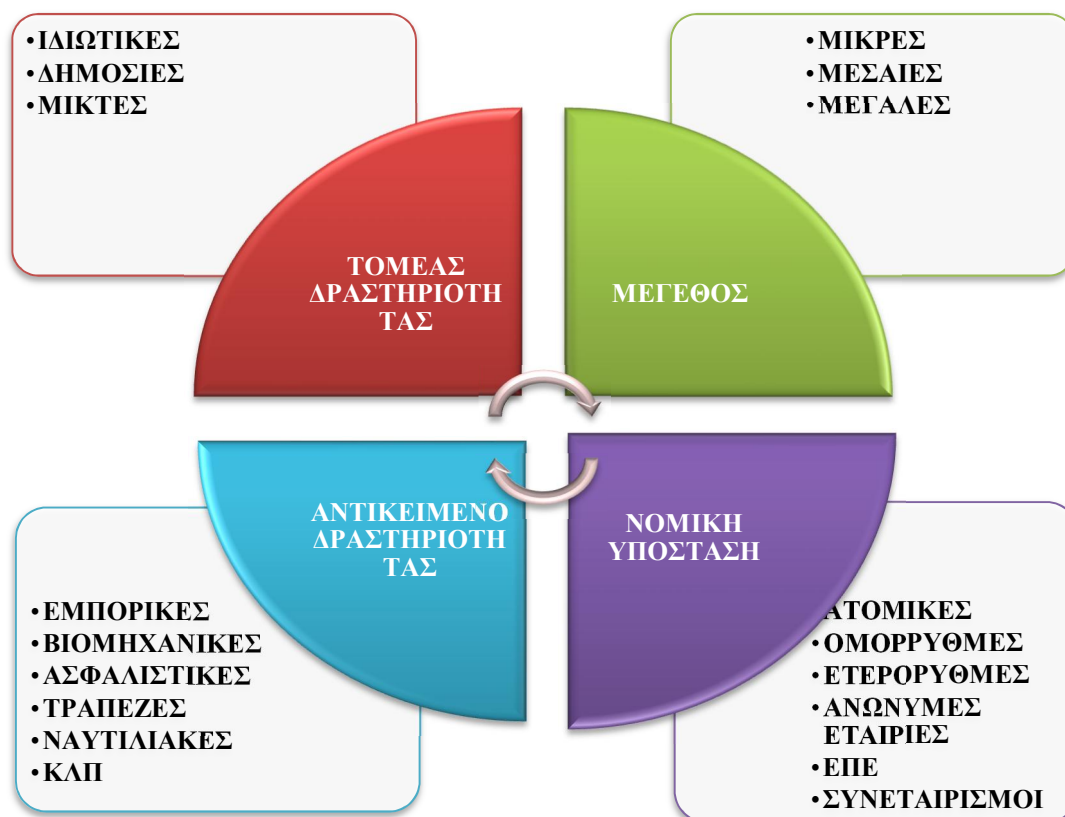 •ΙΔΙΩΤΙΚΕΣ
•ΔΗΜΟΣΙΕΣ
•ΜΙΚΤΕΣ
•ΜΙΚΡΕΣ
•ΜΕΣΑΙΕΣ
•ΜΕΓΑΛΕΣ
ΤΟΜΕΑΣ
ΔΡΑΣΤΗΡΙΟΤΗ
ΤΑΣ
ΜΕΓΕΘΟΣ
ΑΝΤΙΚΕΙΜΕΝΟ
ΔΡΑΣΤΗΡΙΟΤΗ
ΤΑΣ
ΝΟΜΙΚΗ
ΥΠΟΣΤΑΣΗ
•ΕΜΠΟΡΙΚΕΣ
•ΒΙΟΜΗΧΑΝΙΚΕΣ
•ΑΣΦΑΛΙΣΤΙΚΕΣ
•ΤΡΑΠΕΖΕΣ
•ΝΑΥΤΙΛΙΑΚΕΣ
•ΚΛΠ
•ΑΤΟΜΙΚΕΣ
•ΟΜΟΡΡΥΘΜΕΣ
•ΕΤΕΡΟΡΥΘΜΕΣ
•ΑΝΩΝΥΜΕΣ
ΕΤΑΙΡΙΕΣ
•ΕΠΕ
•ΣΥΝΕΤΑΙΡΙΣΜΟΙ